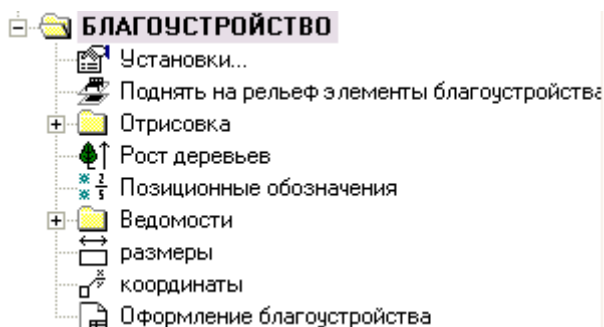 БЛАГОУСТРОЙСТВО
Установки...
Поднять на рельеф элементы благоустройства
Отрисовка
Рост деревьев
Позиционные обозначения
Ведомости
размеры
координаты
Оформление благоустройства